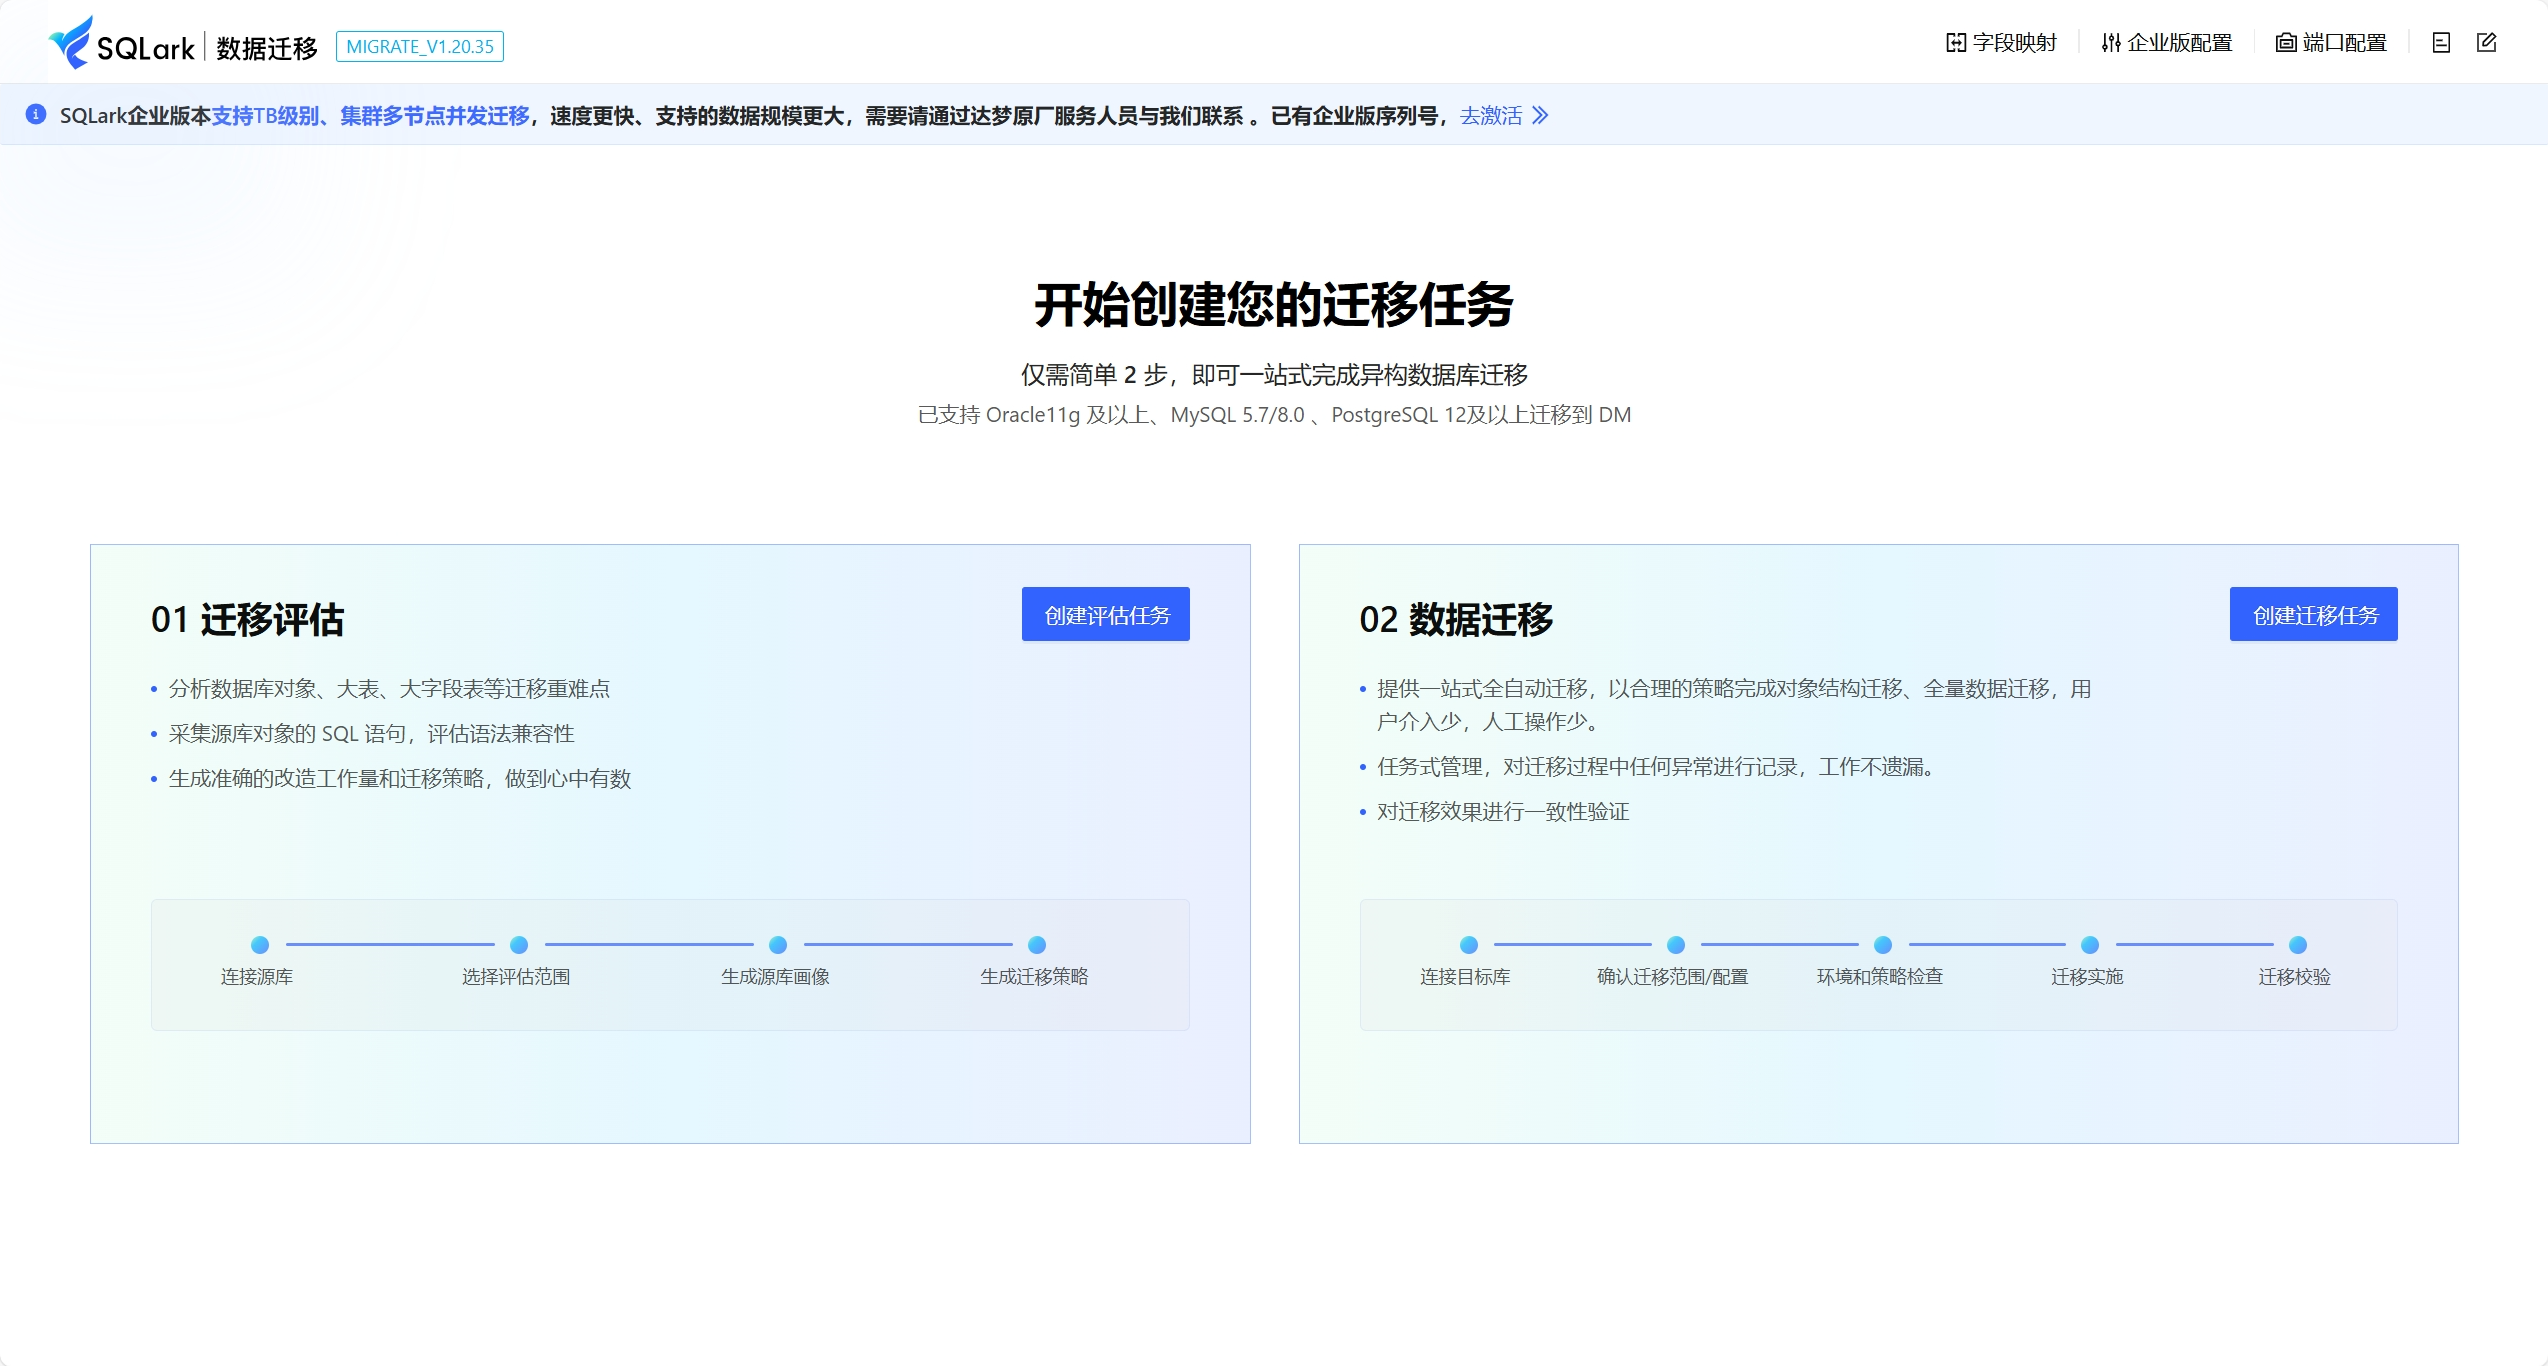 SQLark 数据迁移 MIGRATE_V1.20.35
字段映射 企业版配置 端口配置
SQLark企业版本支持TB级别、集群多节点并发迁移，速度更快、支持的数据规模更大，需要请通过达梦原厂服务人员与我们联系 。已有企业版序列号，去激活
开始创建您的迁移任务
仅需简单 2 步，即可一站式完成异构数据库迁移
已支持 Oracle11g 及以上、MySQL 5.7/8.0 、PostgreSQL 12及以上迁移到 DM
01 迁移评估
创建评估任务
• 分析数据库对象、大表、大字段表等迁移重难点
• 采集源库对象的 SQL 语句，评估语法兼容性
• 生成准确的改造工作量和迁移策略，做到心中有数
连接源库 选择评估范围 生成源库画像 生成迁移策略
02 数据迁移
创建迁移任务
• 提供一站式全自动迁移，以合理的策略完成对象结构迁移、全量数据迁移，用
户介入少，人工操作少。
• 任务式管理，对迁移过程中任何异常进行记录，工作不遗漏。
• 对迁移效果进行一致性验证
连接目标库 确认迁移范围/配置 环境和策略检查 迁移实施 迁移校验